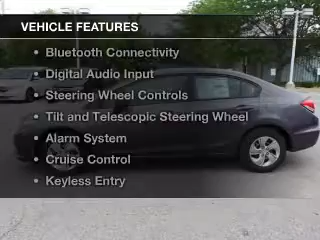 VEHICLE FEATURES
• Bluetooth Connectivity
• Digital Audio Input
• Steering Wheel Controls
• Tilt and Telescopic Steering Wheel
• Alarm System
• Cruise Control
• Keyless Entry